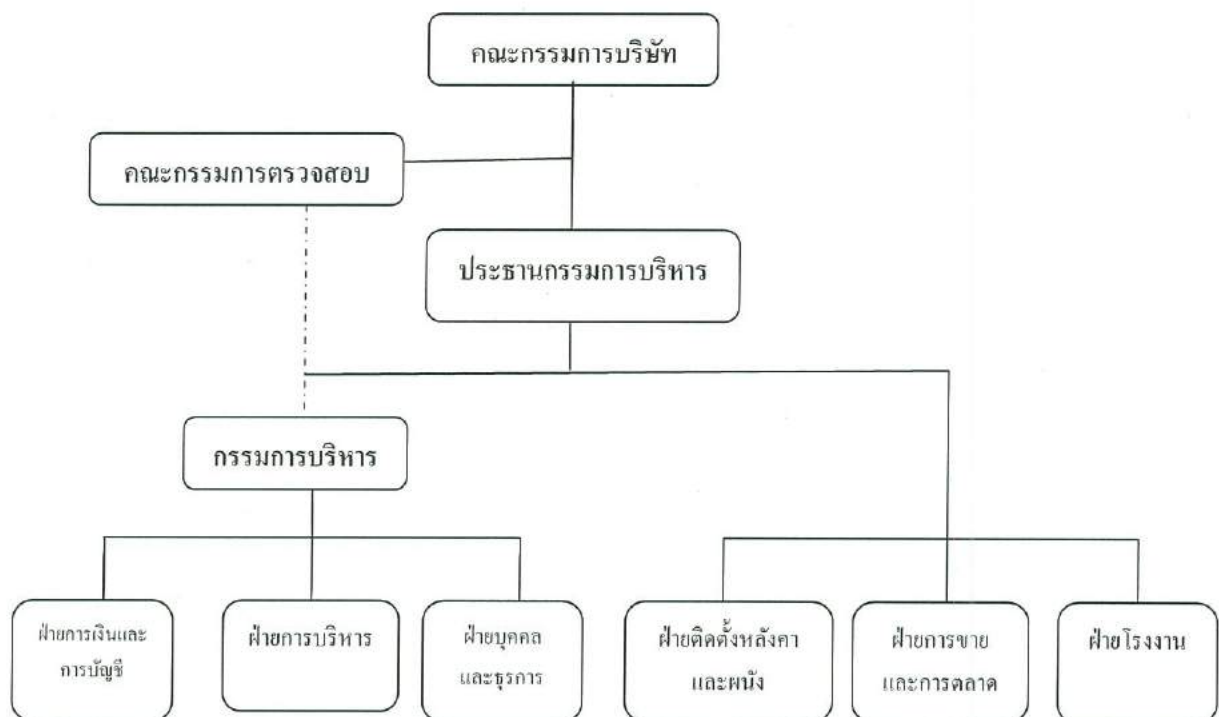 คณะกรรมการบริษัท
คณะกรรมการตรวจสอบ
ประธานกรรมการบริหาร
กรรมการบริหาร
ฝ่ายการเงินและ
การบัญชี
ฝ่ายการบริหาร
ฝ่ายบุคคล
และธุรการ
ฝ่ายติดตั้งหลังคา
และผนัง
ฝ่ายการขาย
และการตลาด
ฝ่ายโรงงาน